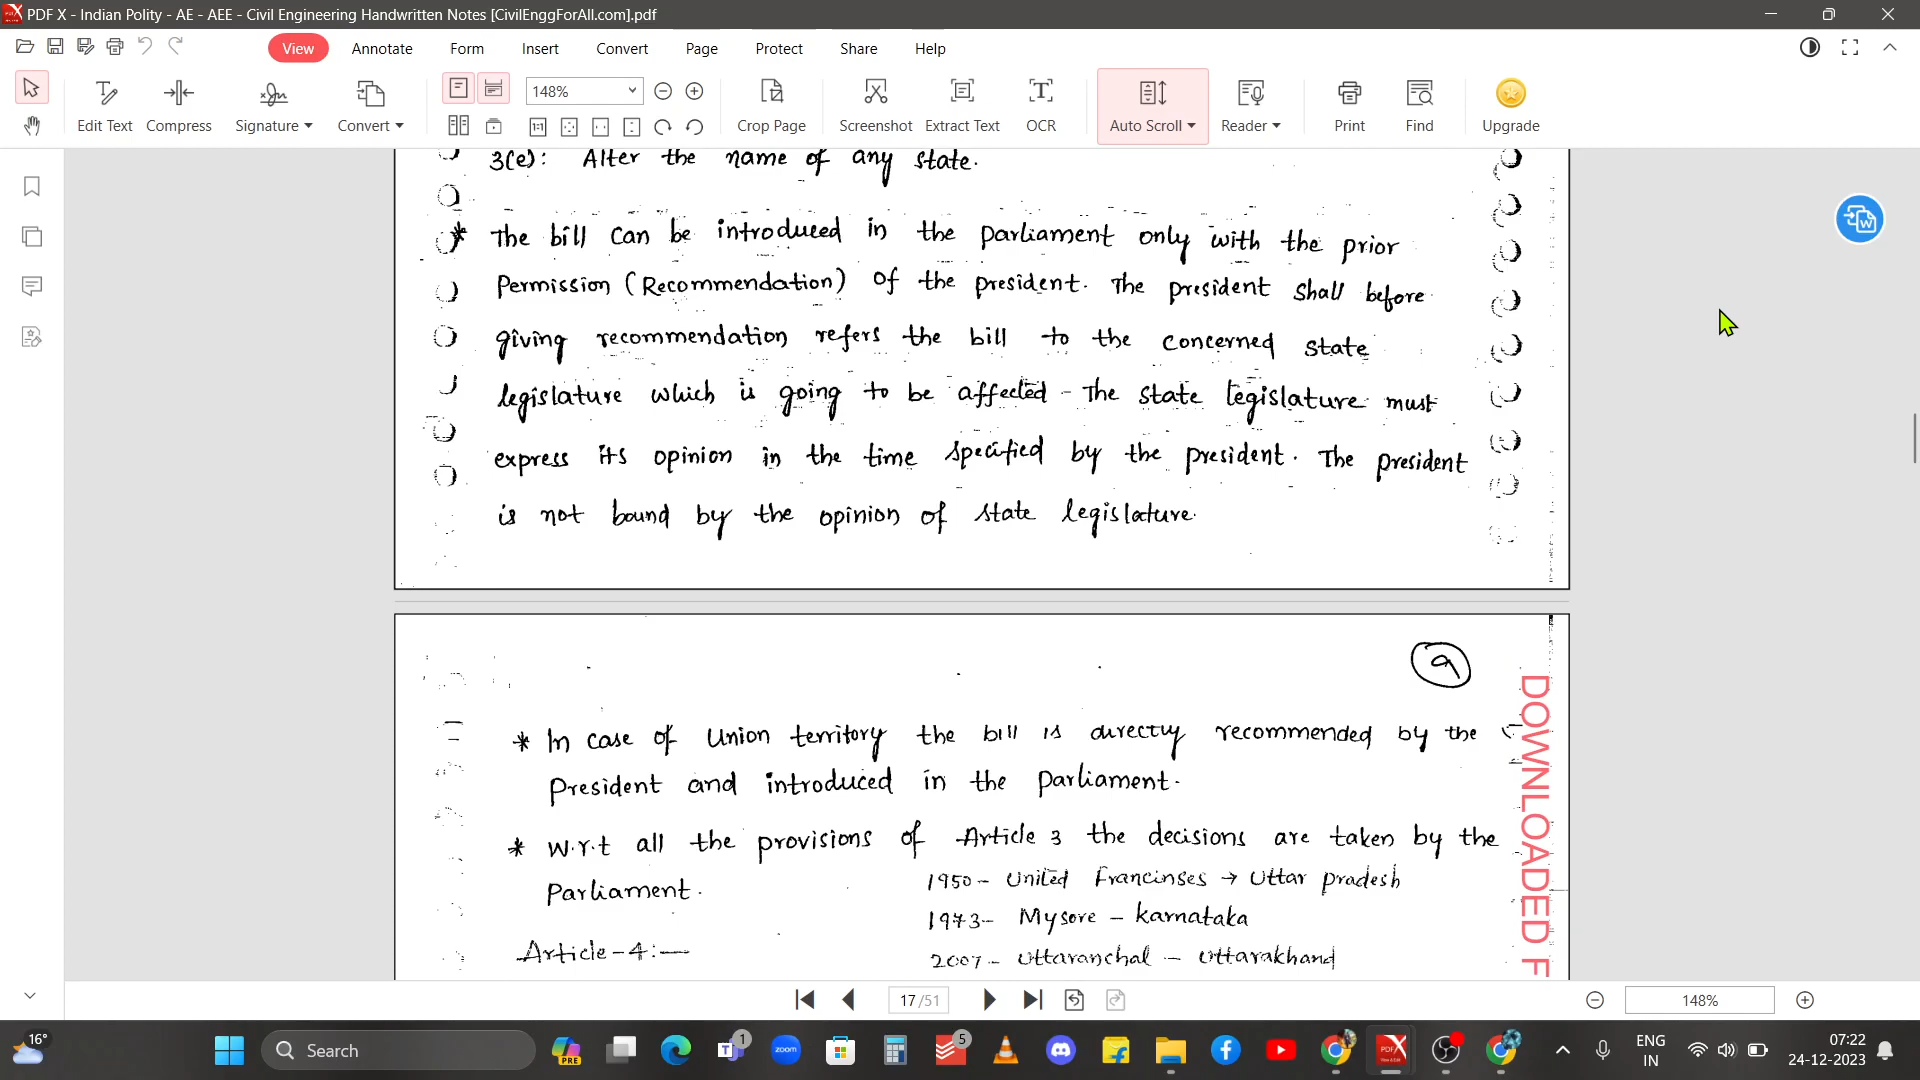 PDF X - Indian Polity - AE - AEE - Civil Engineering Handwritten Notes [CivilEnggForAll.com].pdf
View Annotate Form Insert Convert Page Protect Share Help
148%
Edit Text Compress Signature Convert Crop Page Screenshot Extract Text OCR Auto Scroll Reader Print Find Upgrade
3(e): Alter the name of any state.
* The bill can be introduced in the parliament only with the prior
Permission (Recommendation) of the president. The president shall before
giving recommendation refers the bill to the concerned state
legislature which is going to be affected - The state legislature must
express its opinion in the time specified by the president. The president
is not bound by the opinion of state legislature.
9
* In case of Union territory the bill is directly recommended by the
President and introduced in the parliament.
* w.r.t all the provisions of Article 3 the decisions are taken by the
Parliament.
1950 - United Francinses → Uttar pradesh
1973 - Mysore - karnataka
Article-4:-
2007 - Uttaranchal - Uttarakhand
DOWNLOADED F
17 /51
148%
16°
Search
PRE
1
zoom
5
ENG
IN
07:22
24-12-2023